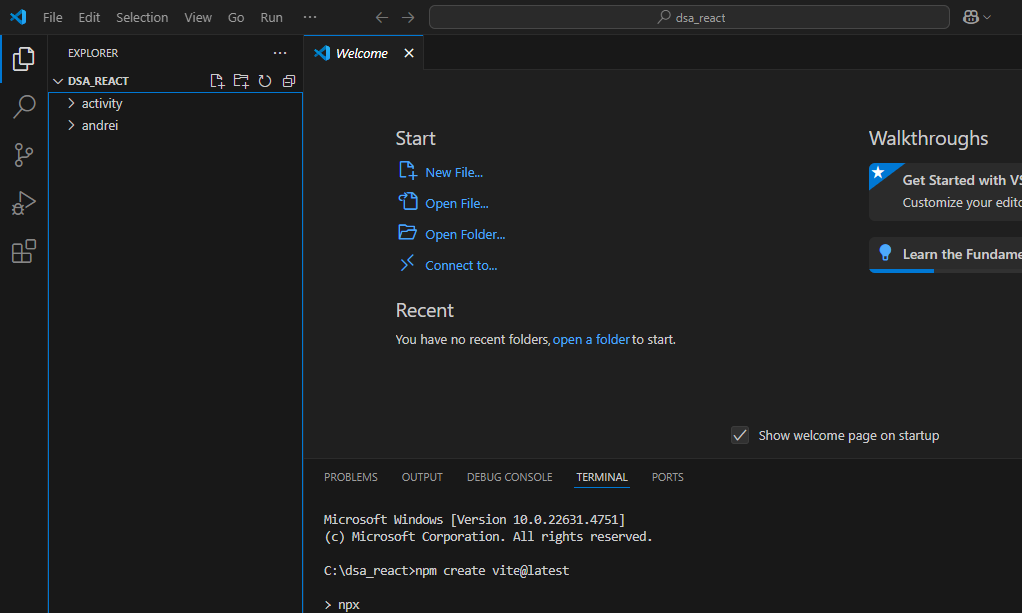 File Edit Selection View Go Run ···
dsa_react
EXPLORER ···
Welcome
DSA_REACT
activity
andrei
Start
New File...
Open File...
Open Folder...
Connect to...
Recent
You have no recent folders, open a folder to start.
Walkthroughs
Get Started with VS
Customize your edito
Learn the Fundame
Show welcome page on startup
PROBLEMS OUTPUT DEBUG CONSOLE TERMINAL PORTS
Microsoft Windows [Version 10.0.22631.4751]
(c) Microsoft Corporation. All rights reserved.
C:\dsa_react>npm create vite@latest
> npx